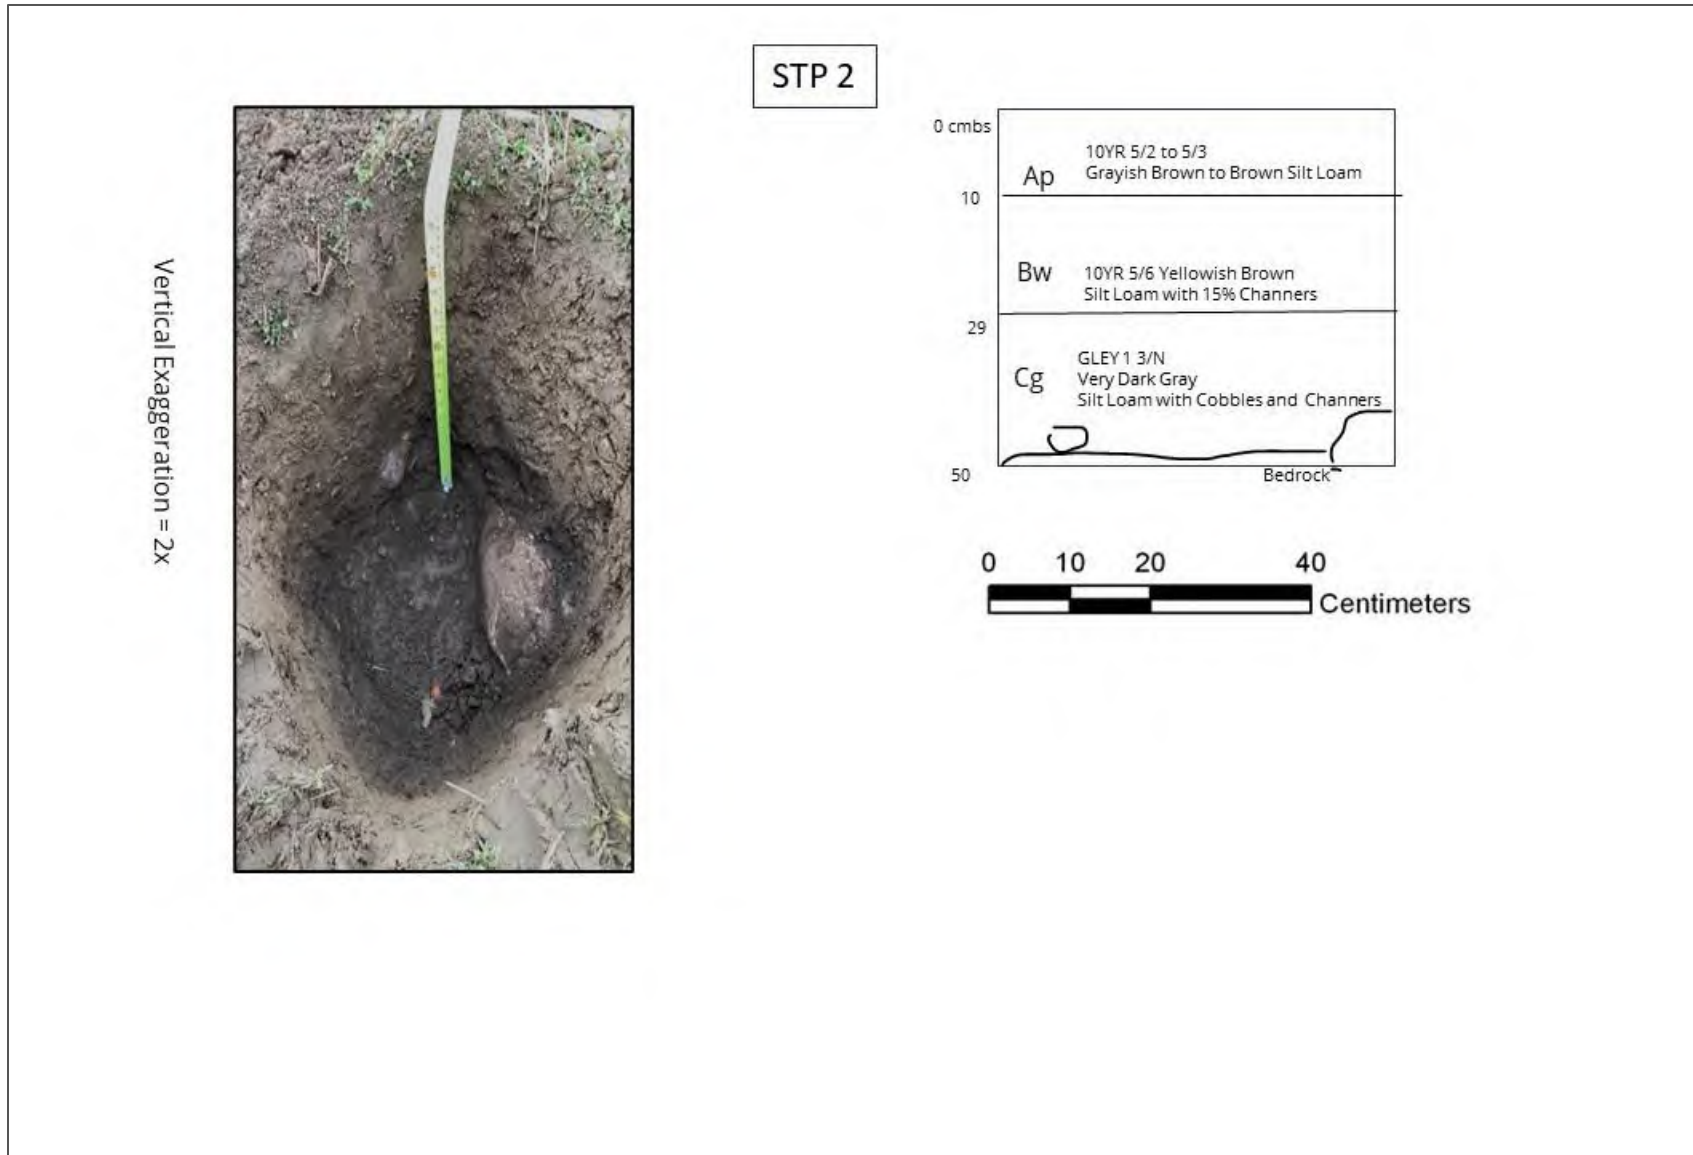 STP 2
Vertical Exaggeration = 2x
0 cmbs
10YR 5/2 to 5/3
Ap
Grayish Brown to Brown Silt Loam
10
Bw
10YR 5/6 Yellowish Brown
Silt Loam with 15% Channers
29
GLEY 1 3/N
Cg
Very Dark Gray
Silt Loam with Cobbles and Channers
50
Bedrock
0 10 20 40
Centimeters